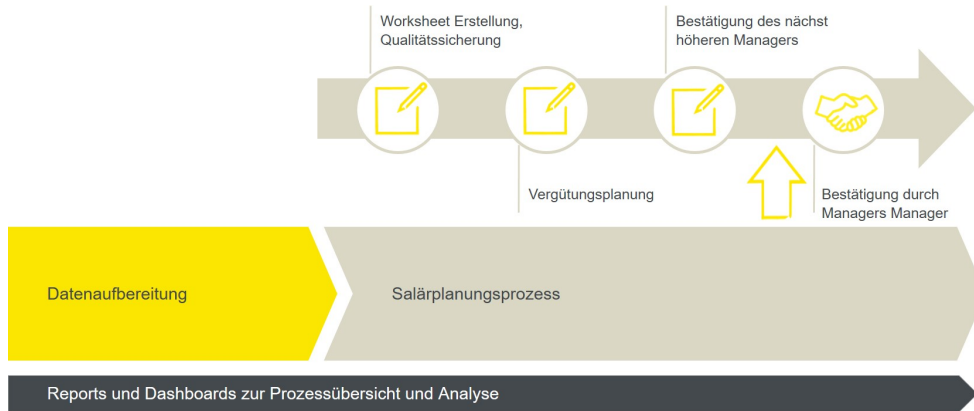 Worksheet Erstellung,
Qualitätssicherung
Bestätigung des nächst
höheren Managers
Vergütungsplanung
Bestätigung durch
Managers Manager
Datenaufbereitung
Salärplanungsprozess
Reports und Dashboards zur Prozessübersicht und Analyse